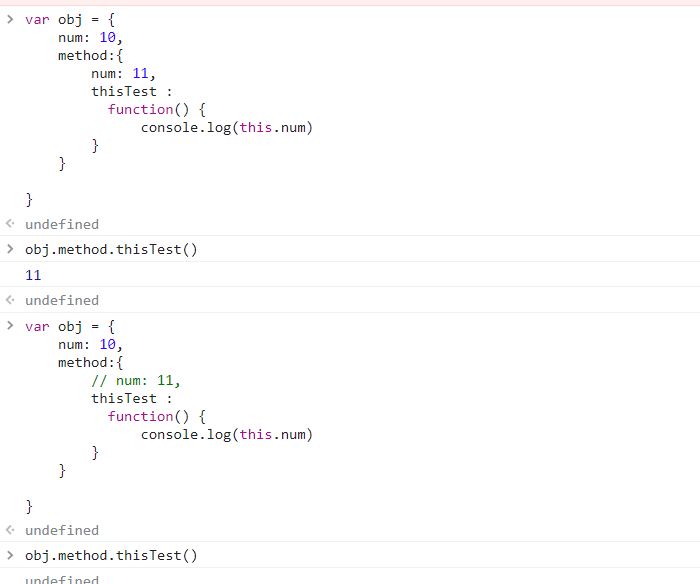 var obj = {
num: 10,
method:{
num: 11,
thisTest :
function() {
console.log(this.num)
}
}
}
undefined
obj.method.thisTest()
11
undefined
var obj = {
num: 10,
method:{
// num: 11,
thisTest :
function() {
console.log(this.num)
}
}
}
undefined
obj.method.thisTest()
undefined